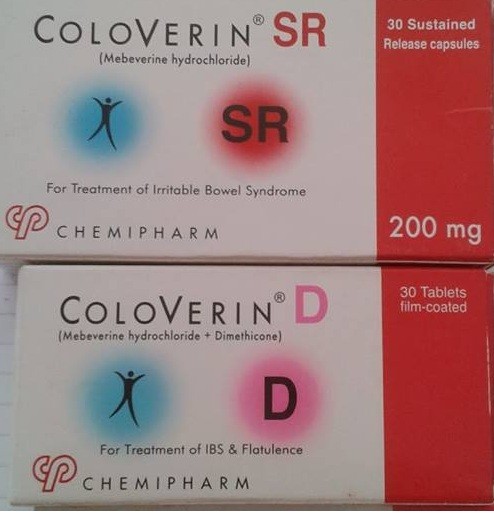 COLOVERIN® SR
(Mebeverine hydrochloride)
30 Sustained
Release capsules
SR
For Treatment of Irritable Bowel Syndrome
CHEMIPHARM
200 mg
COLOVERIN® D
(Mebeverine hydrochloride + Dimethicone)
30 Tablets
film-coated
D
For Treatment of IBS & Flatulence
CHEMIPHARM